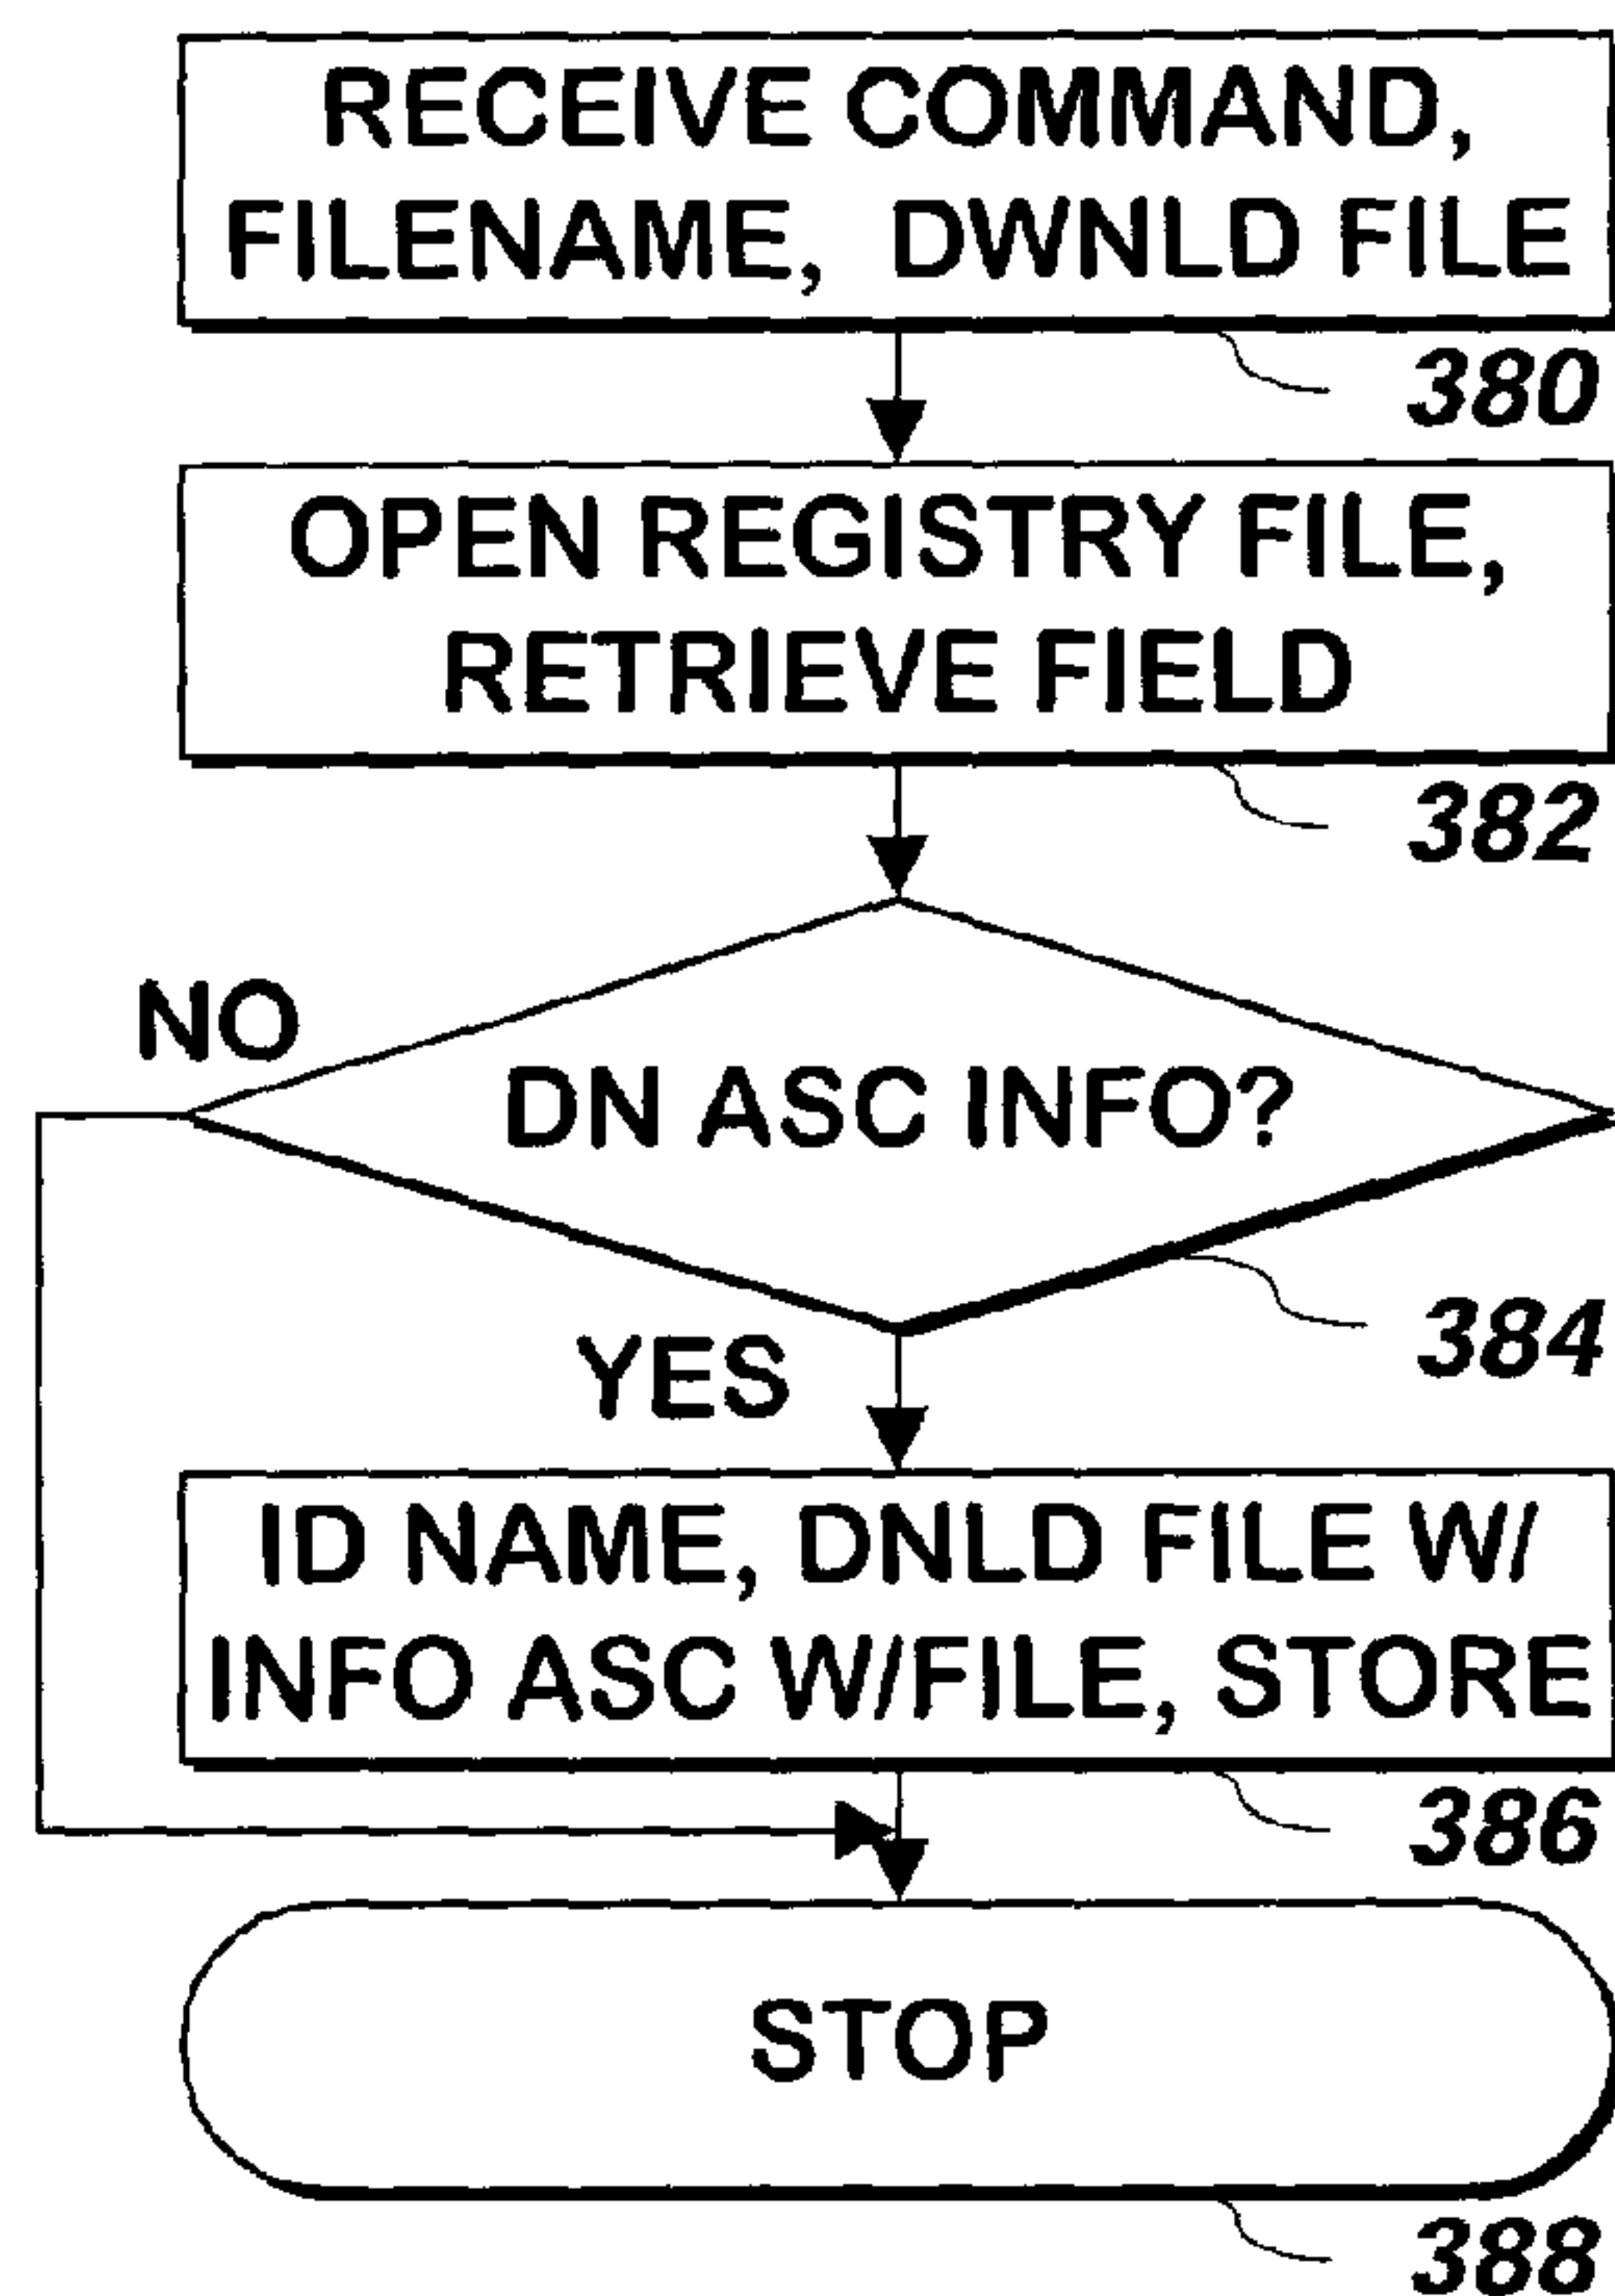 RECEIVE COMMAND,
FILENAME, DWNLD FILE
380
OPEN REGISTRY FILE,
RETRIEVE FIELD
382
NO
DN ASC INFO?
384
YES
ID NAME, DNLD FILE W/
INFO ASC W/FILE, STORE
386
STOP
388